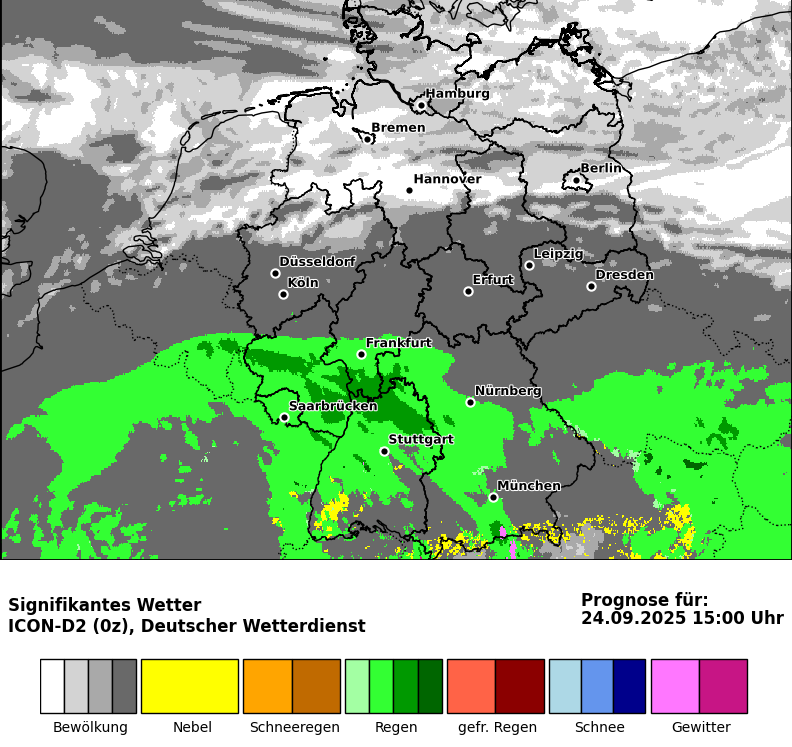 Hamburg
Bremen
Berlin
Hannover
Düsseldorf
Leipzig
Köln
Erfurt
Dresden
Frankfurt
Nürnberg
Saarbrücken
Stuttgart
München
Signifikantes Wetter
ICON-D2 (0z), Deutscher Wetterdienst
Prognose für:
24.09.2025 15:00 Uhr
Bewölkung Nebel Schneeregen Regen gefr. Regen Schnee Gewitter